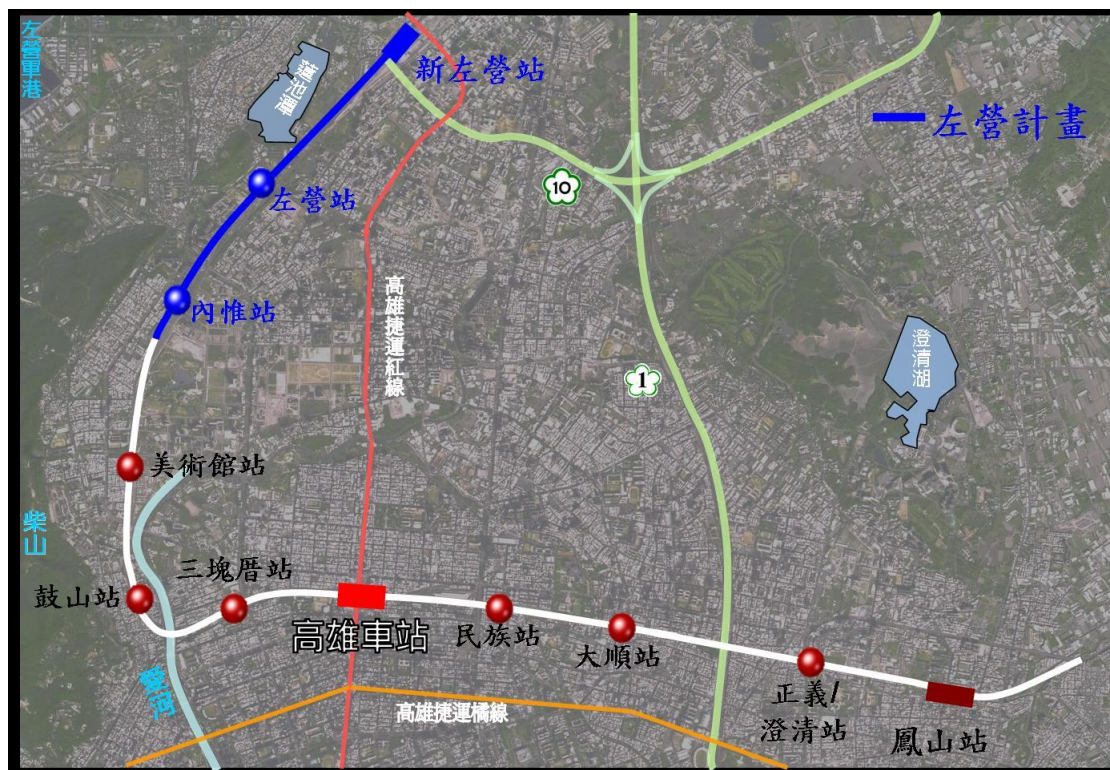 左營軍港
蓮池潭
新左營站
左營計畫
左營站
10
內惟站
高雄捷運紅線
1
澄清湖
美術館站
柴山
三塊厝站
鼓山站
高雄車站
民族站
大順站
正義/
澄清站
鳳山站
愛河
高雄捷運橘線